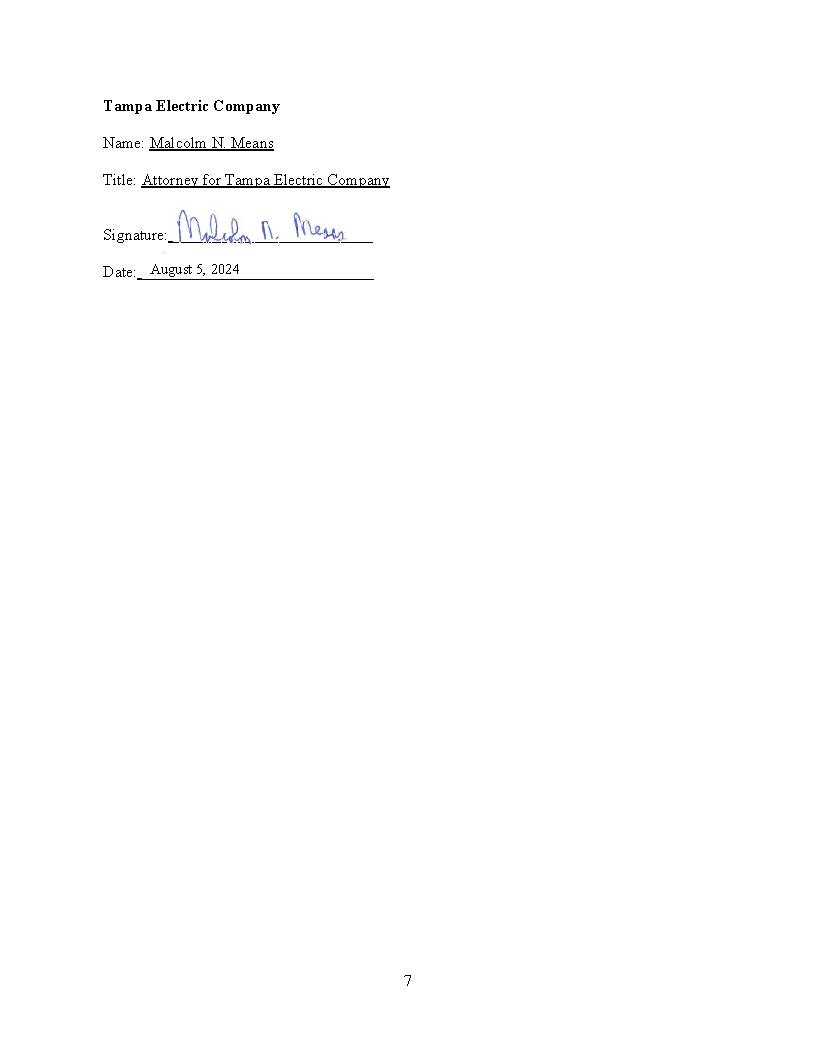 Tampa Electric Company
Name: Malcolm N. Means
Title: Attorney for Tampa Electric Company
Signature: Malcolm N. Means
Date: August 5, 2024
7